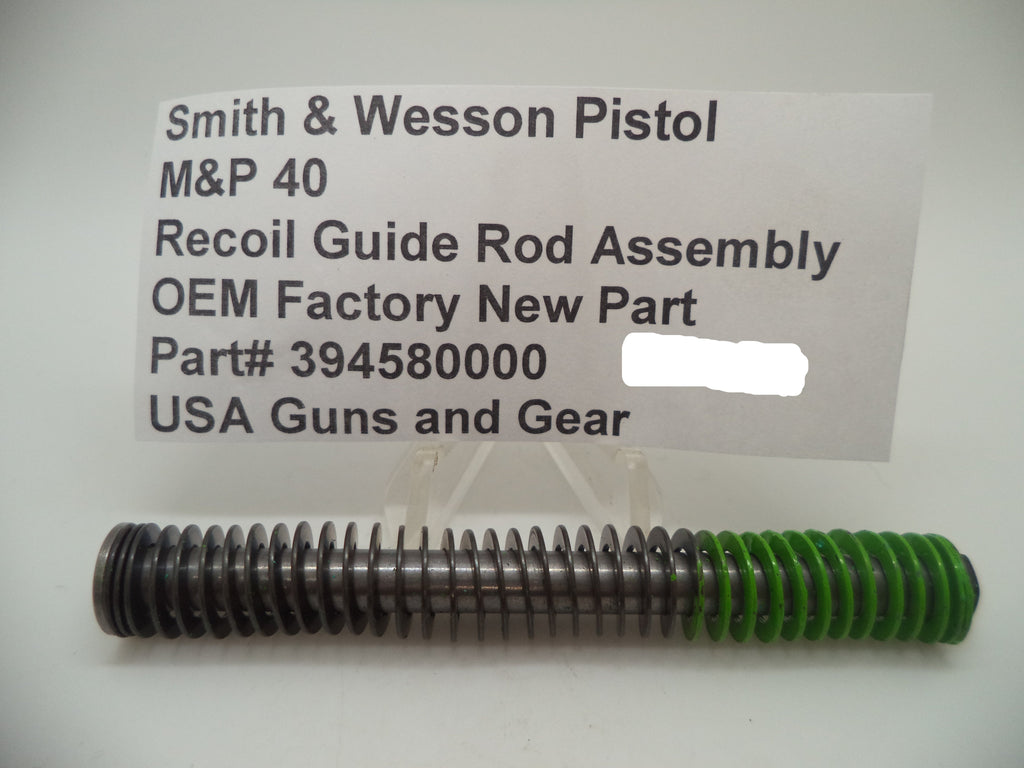 Smith & Wesson Pistol
M&P 40
Recoil Guide Rod Assembly
OEM Factory New Part
Part# 394580000
USA Guns and Gear